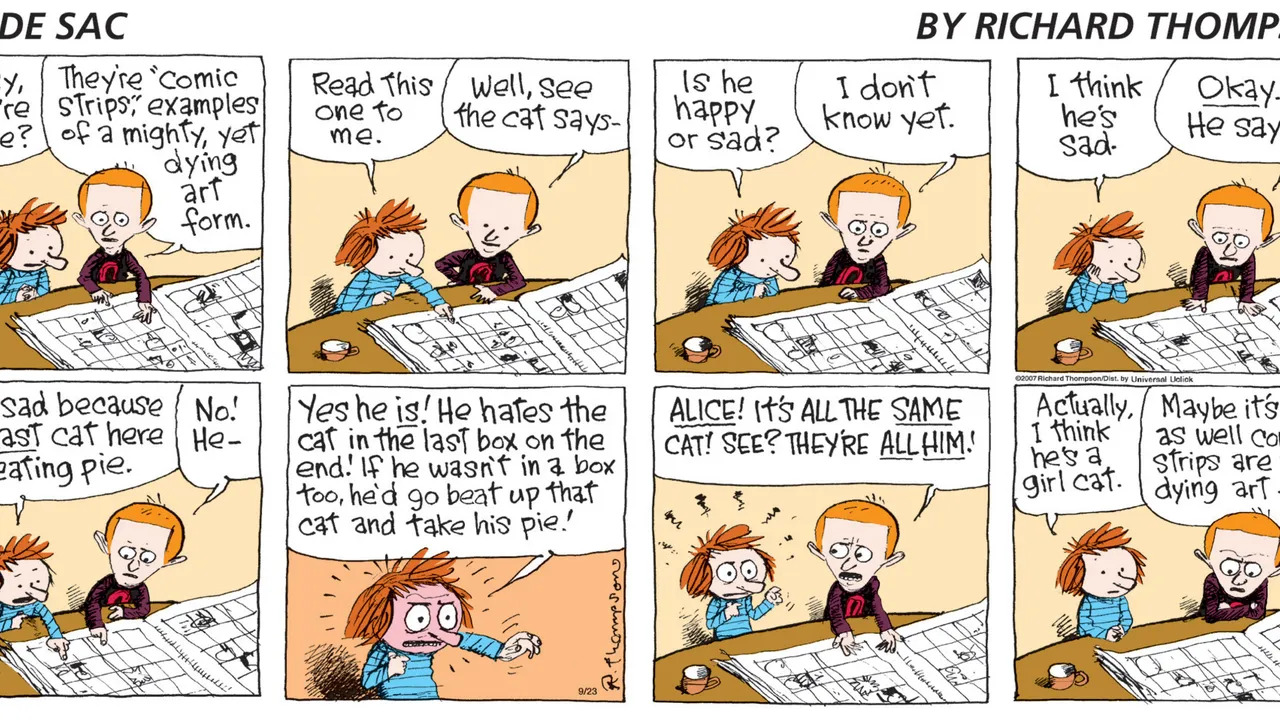 DE SAC
BY RICHARD THOMP
They're "comic
strips," examples
of a mighty, yet
dying
art
form.
Read this
one to
me.
Well, see
the cat says-
Is he
happy
or sad?
I don't
know yet.
I think
he's
sad.
Okay-
He say
©2007 Richard Thompson/Dist. by Universal Uclick
sad because
cat here
eating pie.
No!
He-
Yes he is! He hates the
cat in the last box on the
end! If he wasn't in a box
too, he'd go beat up that
cat and take his pie!
R. Thompson
9/23
ALICE! IT'S ALL THE SAME
CAT! SEE? THEY'RE ALL HIM!
Actually,
I think
he's a
girl cat.
Maybe it's
as well co
strips are
dying art